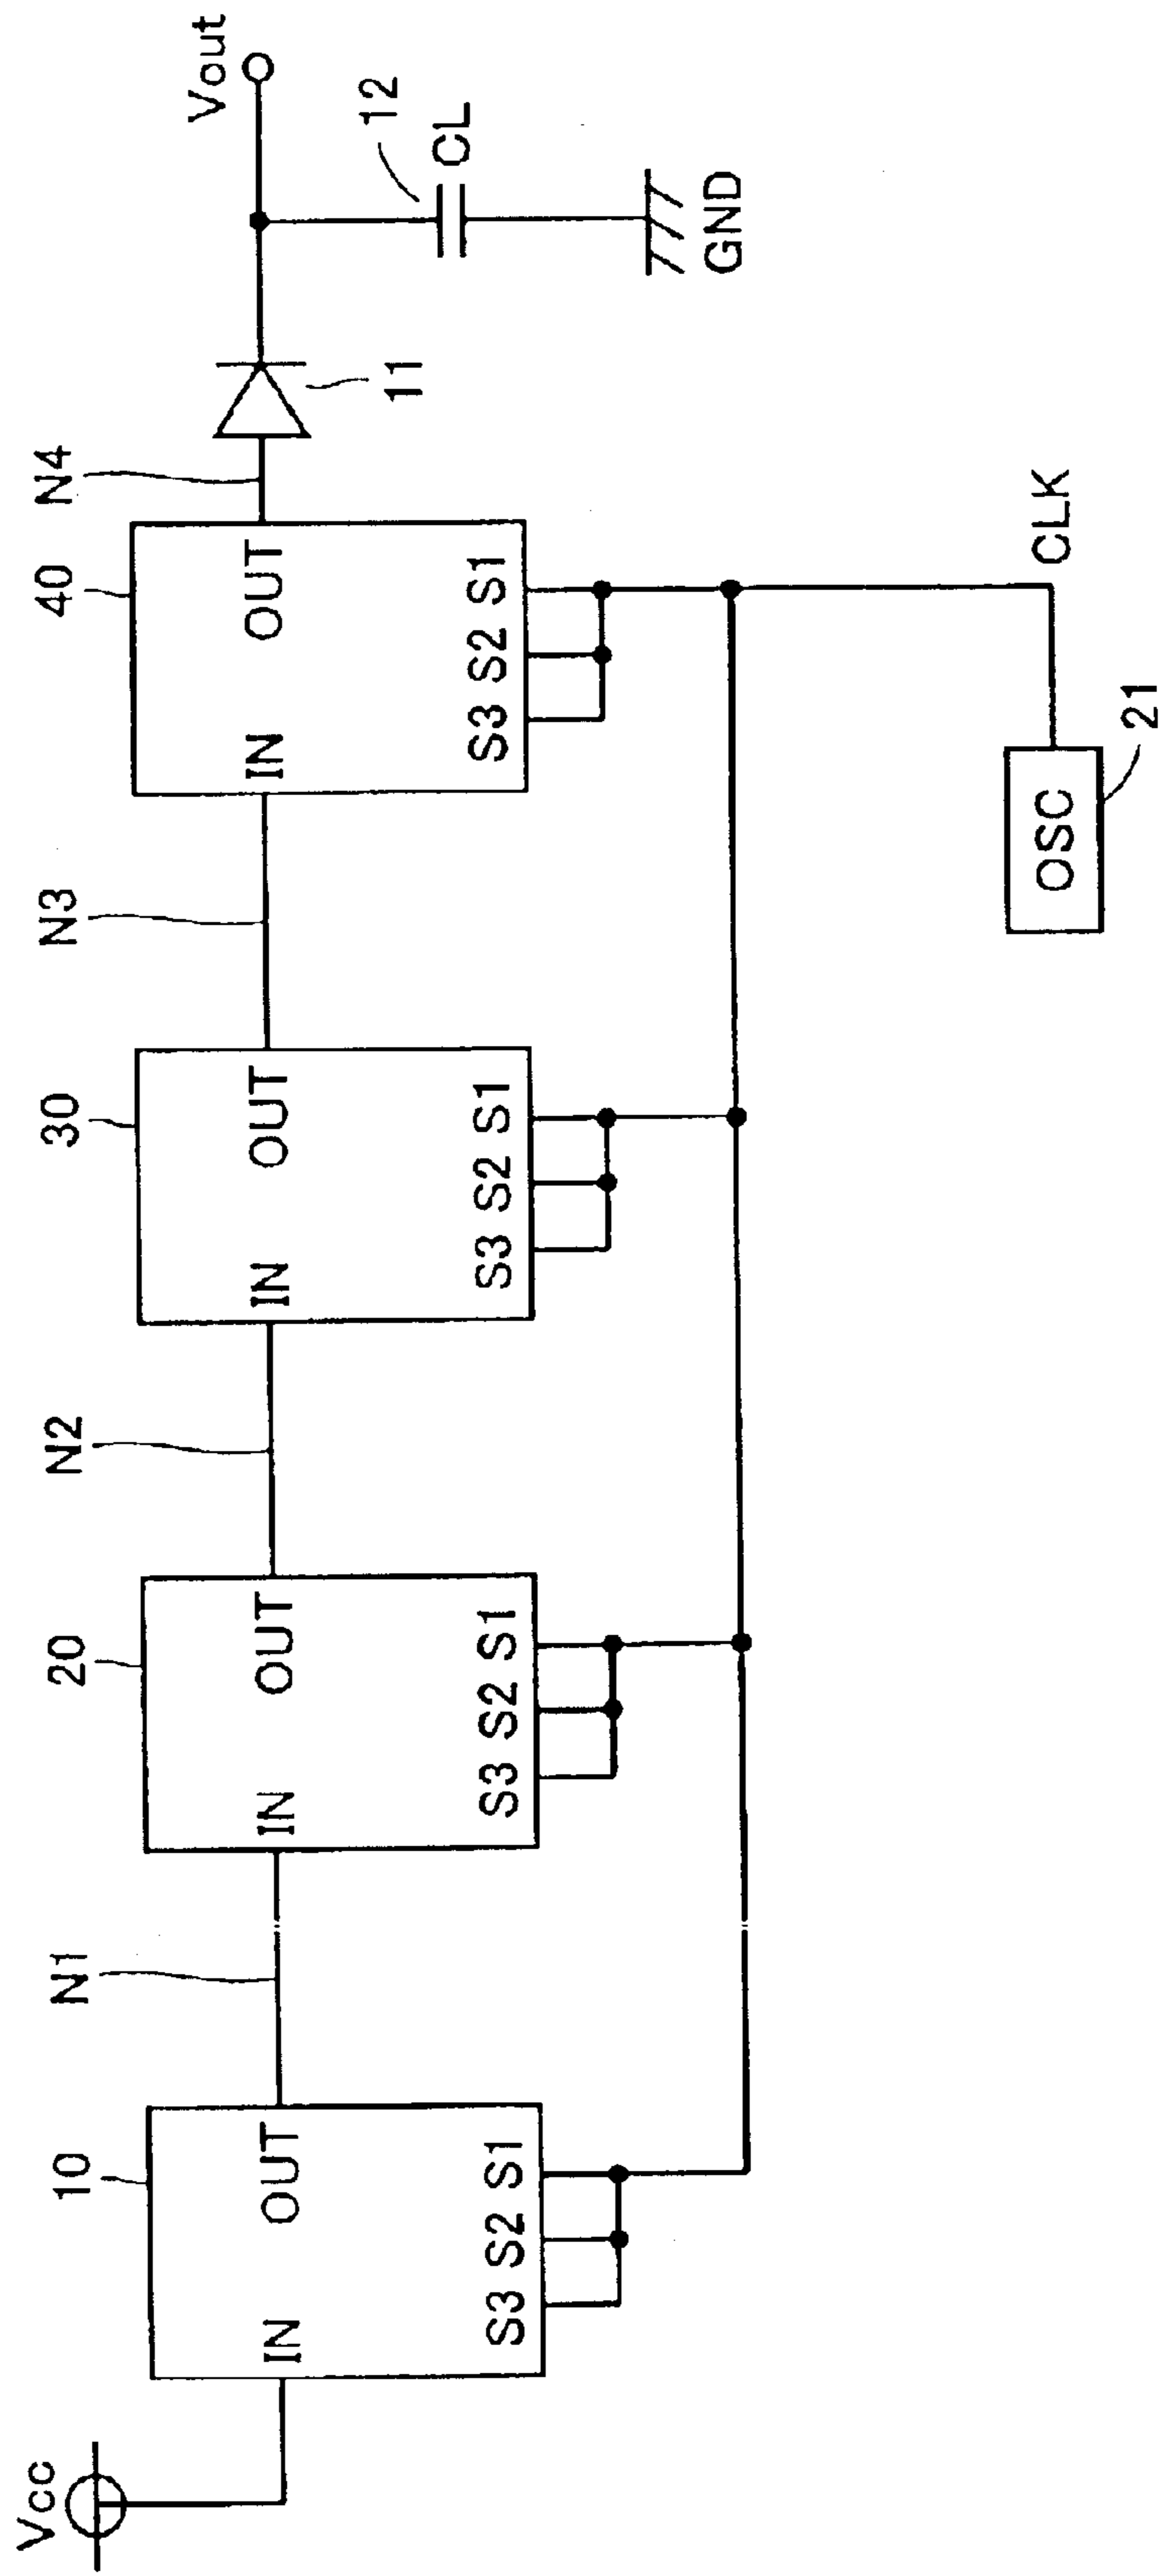 Vcc
10
N1
20
N2
30
N3
40
N4
Vout
IN
OUT
IN
OUT
IN
OUT
IN
OUT
11
12
CL
S3 S2 S1
S3 S2 S1
S3 S2 S1
S3 S2 S1
GND
CLK
OSC
21